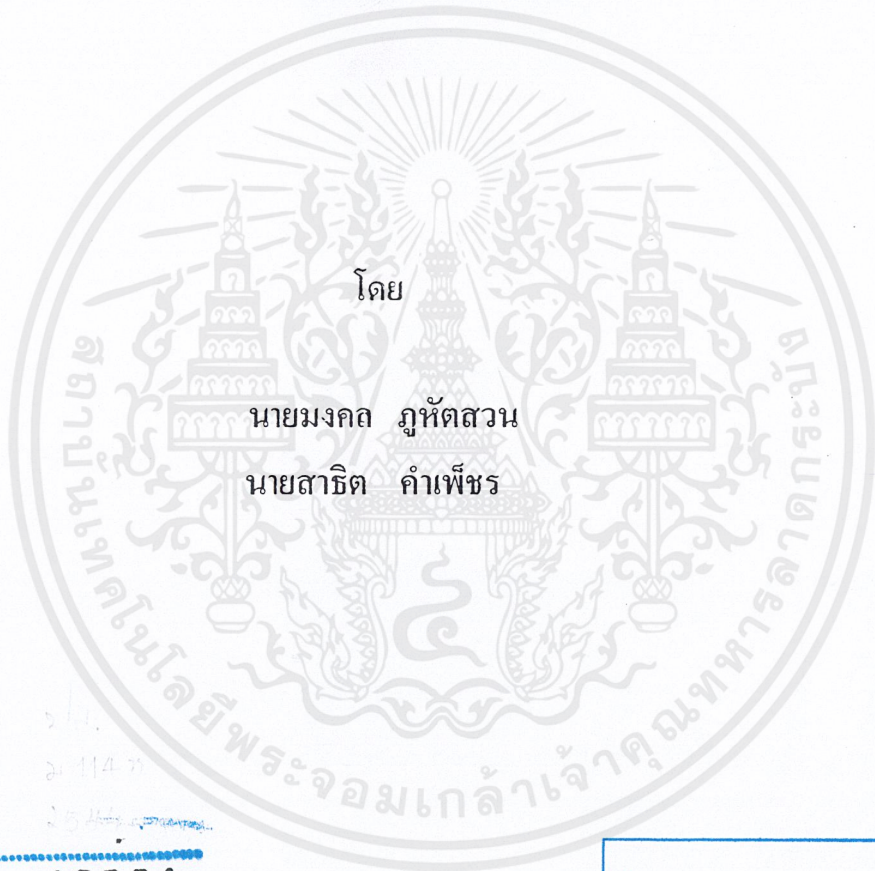 โดย
นายมงคล ภูหัตสวน
นายสาธิต คำเพ็ชร
สถาบันเทคโนโลยีพระจอมเกล้าเจ้าคุณทหารลาดกระบัง
๔